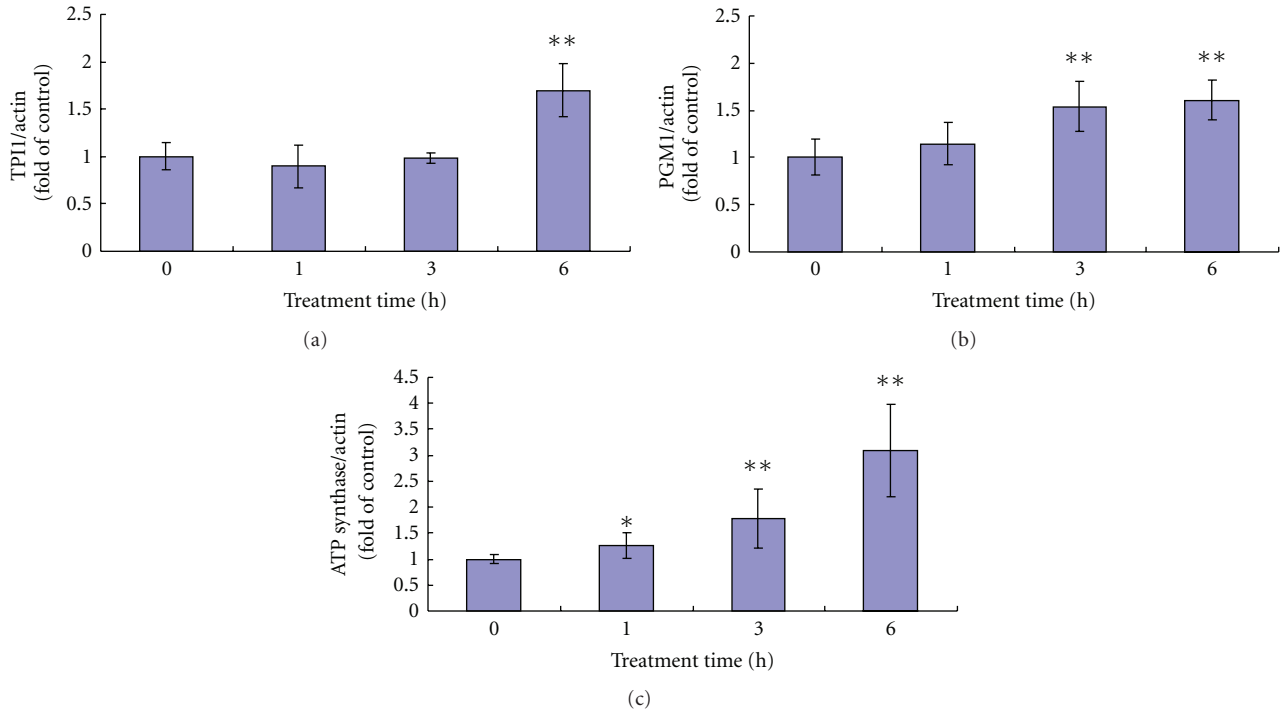 TPI1/actin
(fold of control)
2.5
2
1.5
1
0.5
0
**
0 1 3 6
Treatment time (h)
(a)
PGM1/actin
(fold of control)
2.5
2
1.5
1
0.5
0
** **
0 1 3 6
Treatment time (h)
(b)
ATP synthase/actin
(fold of control)
4.5
4
3.5
3
2.5
2
1.5
1
0.5
0
* ** **
0 1 3 6
Treatment time (h)
(c)